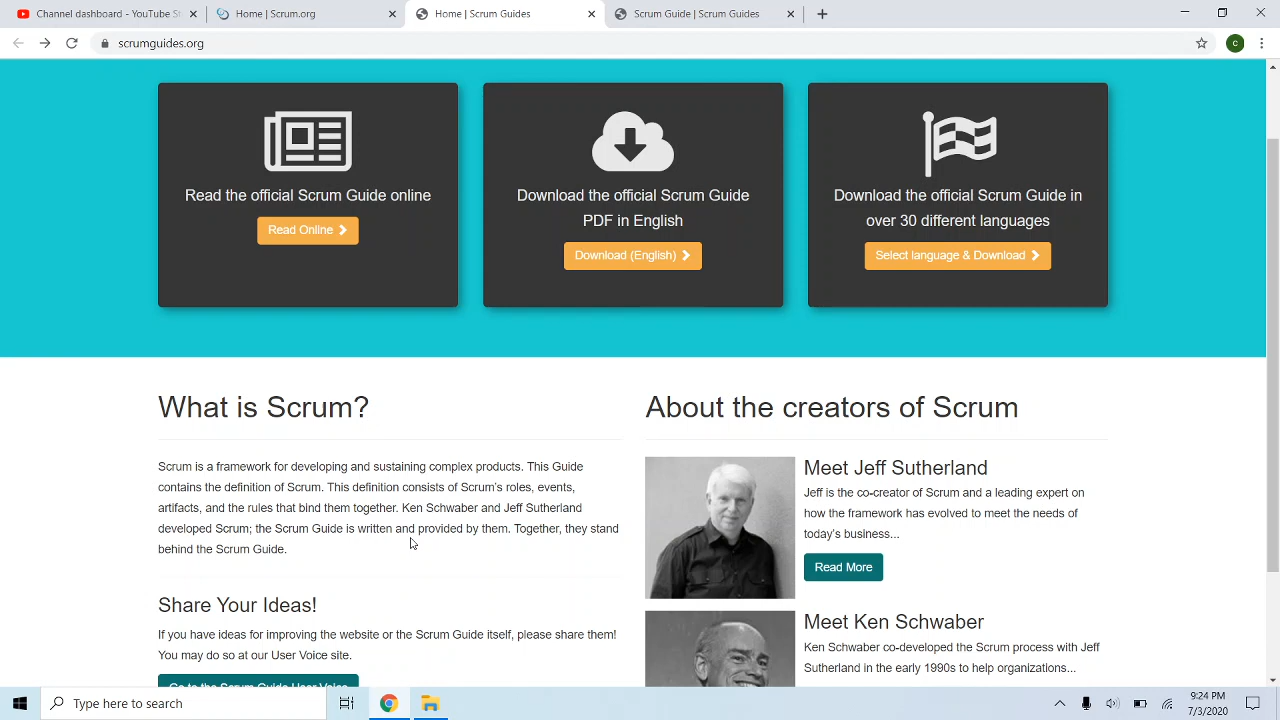 Channel dashboard - YouTube St
Home | Scrum.org
Home | Scrum Guides
Scrum Guide | Scrum Guides
scrumguides.org
c
Read the official Scrum Guide online
Read Online
Download the official Scrum Guide
PDF in English
Download (English)
Download the official Scrum Guide in
over 30 different languages
Select language & Download
What is Scrum?
Scrum is a framework for developing and sustaining complex products. This Guide
contains the definition of Scrum. This definition consists of Scrum's roles, events,
artifacts, and the rules that bind them together. Ken Schwaber and Jeff Sutherland
developed Scrum; the Scrum Guide is written and provided by them. Together, they stand
behind the Scrum Guide.
Share Your Ideas!
If you have ideas for improving the website or the Scrum Guide itself, please share them!
You may do so at our User Voice site.
Go to the Scrum Guide User Voice
About the creators of Scrum
Meet Jeff Sutherland
Jeff is the co-creator of Scrum and a leading expert on
how the framework has evolved to meet the needs of
today's business...
Read More
Meet Ken Schwaber
Ken Schwaber co-developed the Scrum process with Jeff
Sutherland in the early 1990s to help organizations...
Type here to search
9:24 PM
7/3/2020